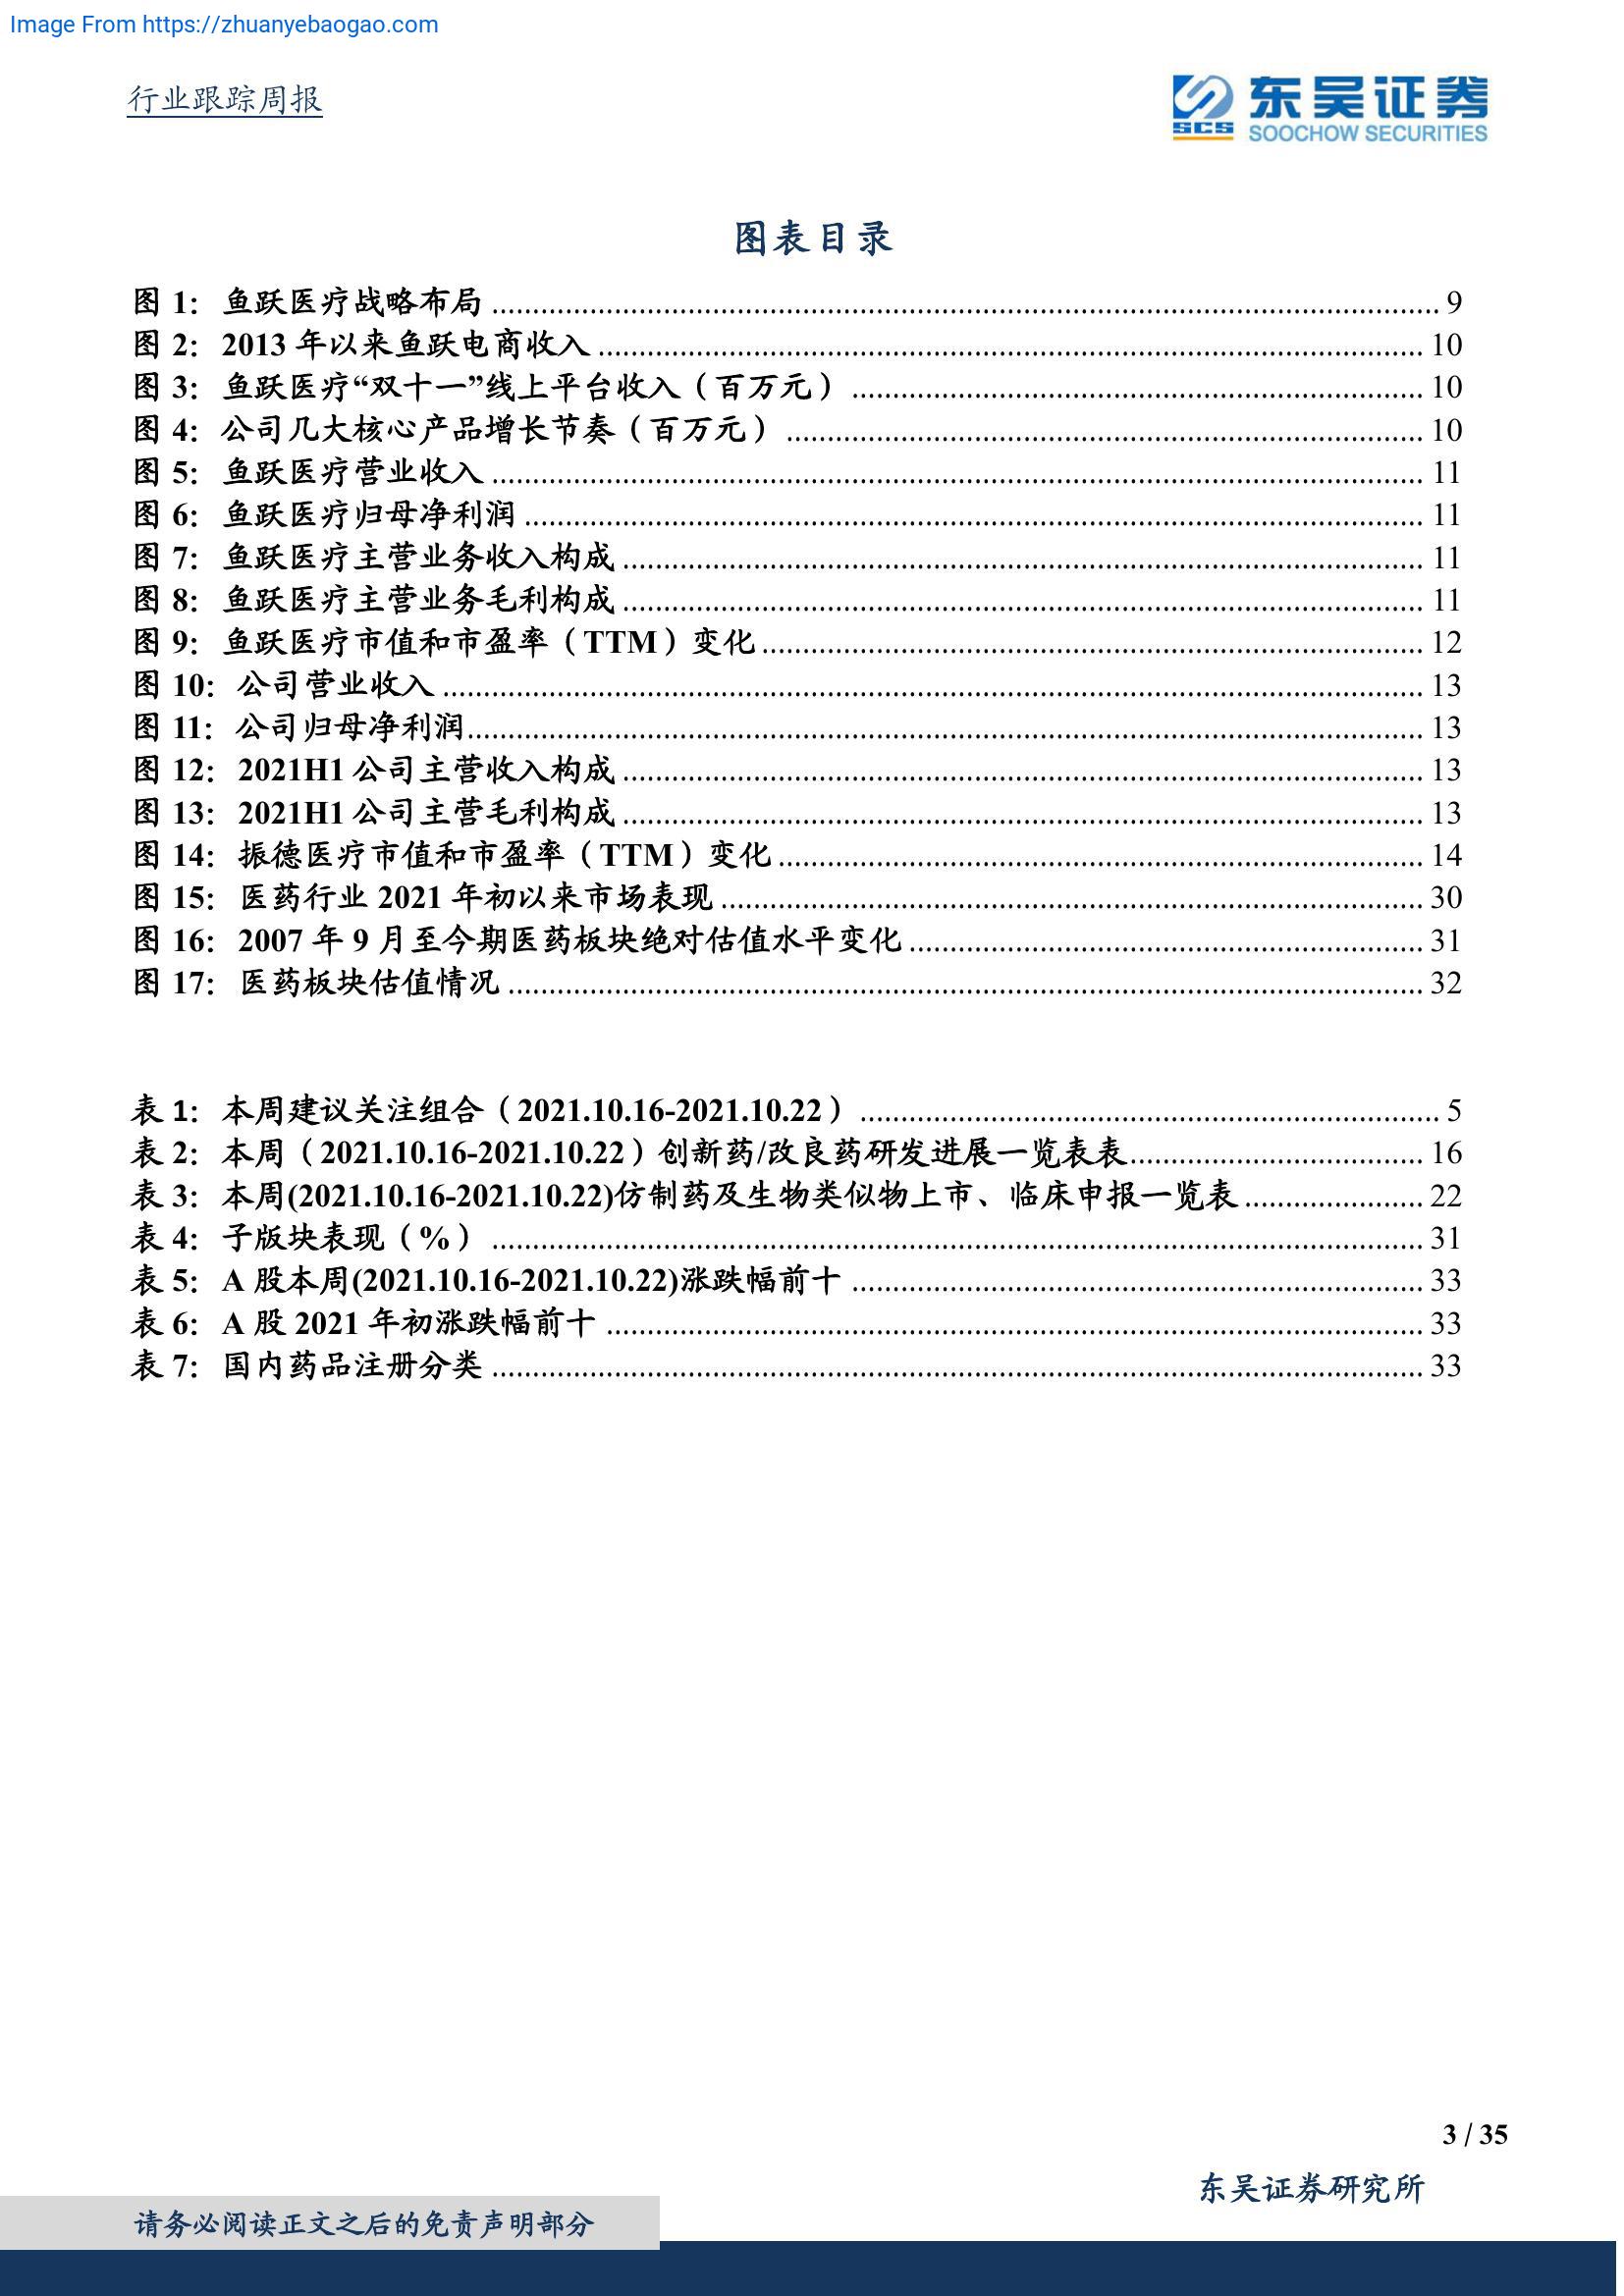 Image From https://zhuanyebaogao.com
行业跟踪周报
SCS 东吴证券
SOOCHOW SECURITIES
图表目录
图 1： 鱼跃医疗战略布局 ........ 9
图 2： 2013 年以来鱼跃电商收入 ........ 10
图 3： 鱼跃医疗“双十一”线上平台收入（百万元） ........ 10
图 4： 公司几大核心产品增长节奏（百万元） ........ 10
图 5： 鱼跃医疗营业收入 ........ 11
图 6： 鱼跃医疗归母净利润 ........ 11
图 7： 鱼跃医疗主营业务收入构成 ........ 11
图 8： 鱼跃医疗主营业务毛利构成 ........ 11
图 9： 鱼跃医疗市值和市盈率（TTM）变化 ........ 12
图 10： 公司营业收入 ........ 13
图 11： 公司归母净利润 ........ 13
图 12： 2021H1 公司主营收入构成 ........ 13
图 13： 2021H1 公司主营毛利构成 ........ 13
图 14： 振德医疗市值和市盈率（TTM）变化 ........ 14
图 15： 医药行业 2021 年初以来市场表现 ........ 30
图 16： 2007 年 9 月至今期医药板块绝对估值水平变化 ........ 31
图 17： 医药板块估值情况 ........ 32
表 1： 本周建议关注组合（2021.10.16-2021.10.22） ........ 5
表 2： 本周（2021.10.16-2021.10.22）创新药/改良药研发进展一览表表 ........ 16
表 3： 本周(2021.10.16-2021.10.22)仿制药及生物类似物上市、临床申报一览表 ........ 22
表 4： 子版块表现（%） ........ 31
表 5： A 股本周(2021.10.16-2021.10.22)涨跌幅前十 ........ 33
表 6： A 股 2021 年初涨跌幅前十 ........ 33
表 7： 国内药品注册分类 ........ 33
3 / 35
东吴证券研究所
请务必阅读正文之后的免责声明部分